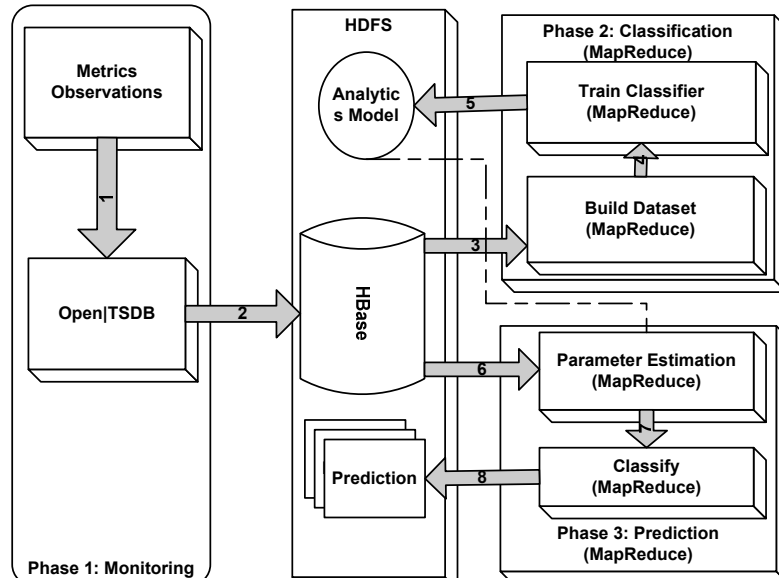 HDFS
Phase 2: Classification
(MapReduce)
Metrics
Observations
Analytic
s Model
5
Train Classifier
(MapReduce)
1
4
Build Dataset
(MapReduce)
3
Open|TSDB
2
HBase
6
Parameter Estimation
(MapReduce)
7
Prediction
8
Classify
(MapReduce)
Phase 1: Monitoring
Phase 3: Prediction
(MapReduce)